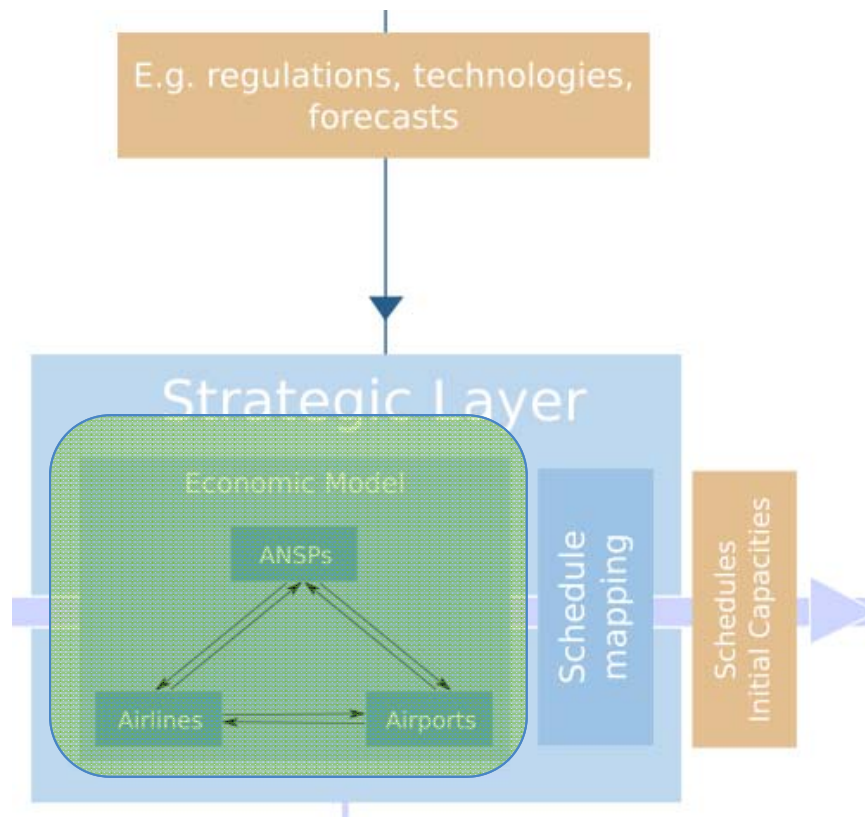 E.g. regulations, technologies,
forecasts
Strategic Layer
Economic Model
ANSPs
Airlines
Airports
Schedule
mapping
Schedules
Initial Capacities